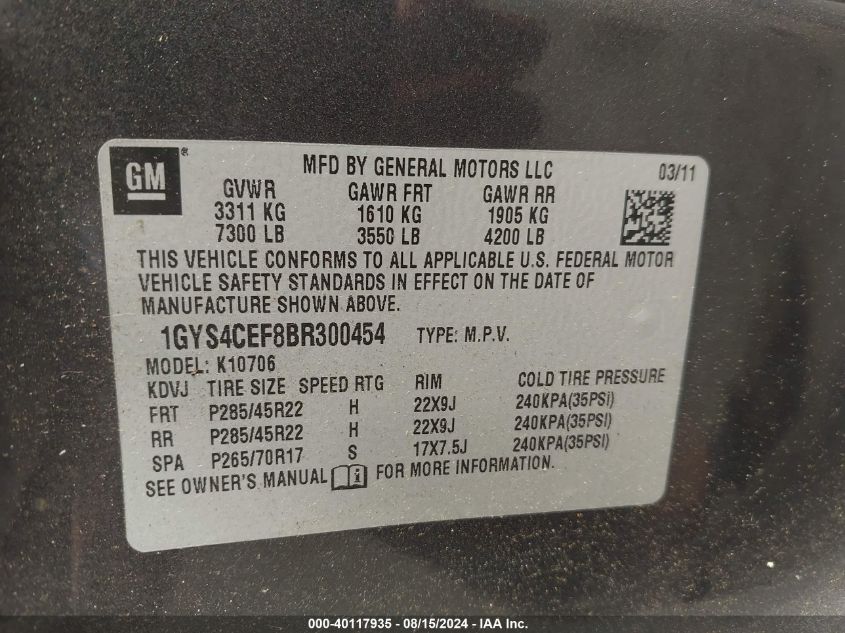 GM®
MFD BY GENERAL MOTORS LLC 03/11
GVWR GAWR FRT GAWR RR
3311 KG 1610 KG 1905 KG
7300 LB 3550 LB 4200 LB
THIS VEHICLE CONFORMS TO ALL APPLICABLE U.S. FEDERAL MOTOR
VEHICLE SAFETY STANDARDS IN EFFECT ON THE DATE OF
MANUFACTURE SHOWN ABOVE.
1GYS4CEF8BR300454 TYPE: M.P.V.
MODEL: K10706
KDVJ TIRE SIZE SPEED RTG RIM COLD TIRE PRESSURE
FRT P285/45R22 H 22X9J 240KPA(35PSI)
RR P285/45R22 H 22X9J 240KPA(35PSI)
SPA P265/70R17 S 17X7.5J 240KPA(35PSI)
SEE OWNER'S MANUAL i FOR MORE INFORMATION.
000-40117935 - 08/15/2024 - IAA Inc.